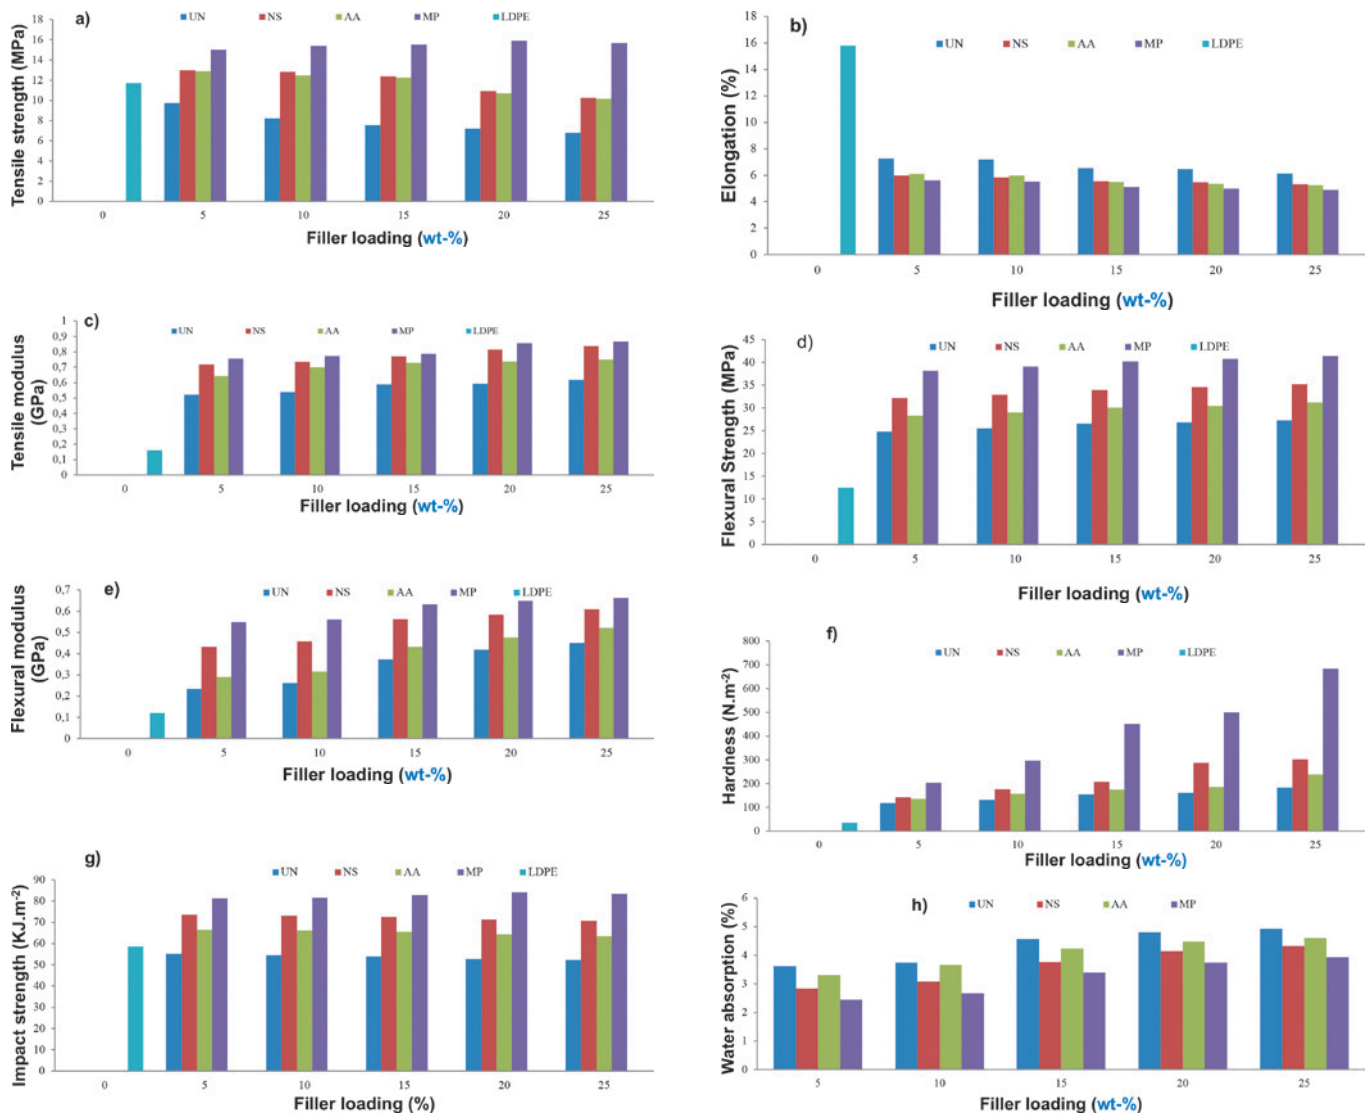 a)
UN NS AA MP LDPE
Tensile strength (MPa)
18
16
14
12
10
8
6
4
2
0
0 5 10 15 20 25
Filler loading (wt-%)
b)
UN NS AA MP LDPE
Elongation (%)
18
16
14
12
10
8
6
4
2
0
0 5 10 15 20 25
Filler loading (wt-%)
c)
UN NS AA MP LDPE
Tensile modulus
(GPa)
1
0,9
0,8
0,7
0,6
0,5
0,4
0,3
0,2
0,1
0
0 5 10 15 20 25
Filler loading (wt-%)
d)
UN NS AA MP LDPE
Flexural Strength (MPa)
45
40
35
30
25
20
15
10
5
0
0 5 10 15 20 25
Filler loading (wt-%)
e)
UN NS AA MP LDPE
Flexural modulus
(GPa)
0,7
0,6
0,5
0,4
0,3
0,2
0,1
0
0 5 10 15 20 25
Filler loading (wt-%)
f)
UN NS AA MP LDPE
Hardness (N.m-2)
800
700
600
500
400
300
200
100
0
0 5 10 15 20 25
Filler loading (wt-%)
g)
UN NS AA MP LDPE
Impact strength (KJ.m-2)
90
80
70
60
50
40
30
20
10
0
0 5 10 15 20 25
Filler loading (%)
h)
UN NS AA MP
Water absorption (%)
6
5
4
3
2
1
0
5 10 15 20 25
Filler loading (wt-%)